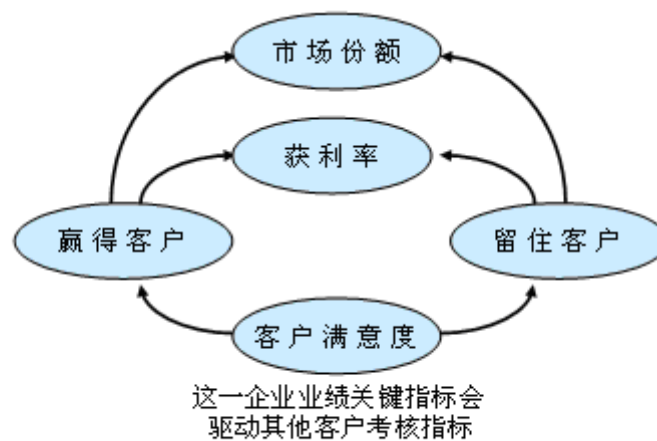 市场份额
获利率
赢得客户
留住客户
客户满意度
这一企业业绩关键指标会
驱动其他客户考核指标